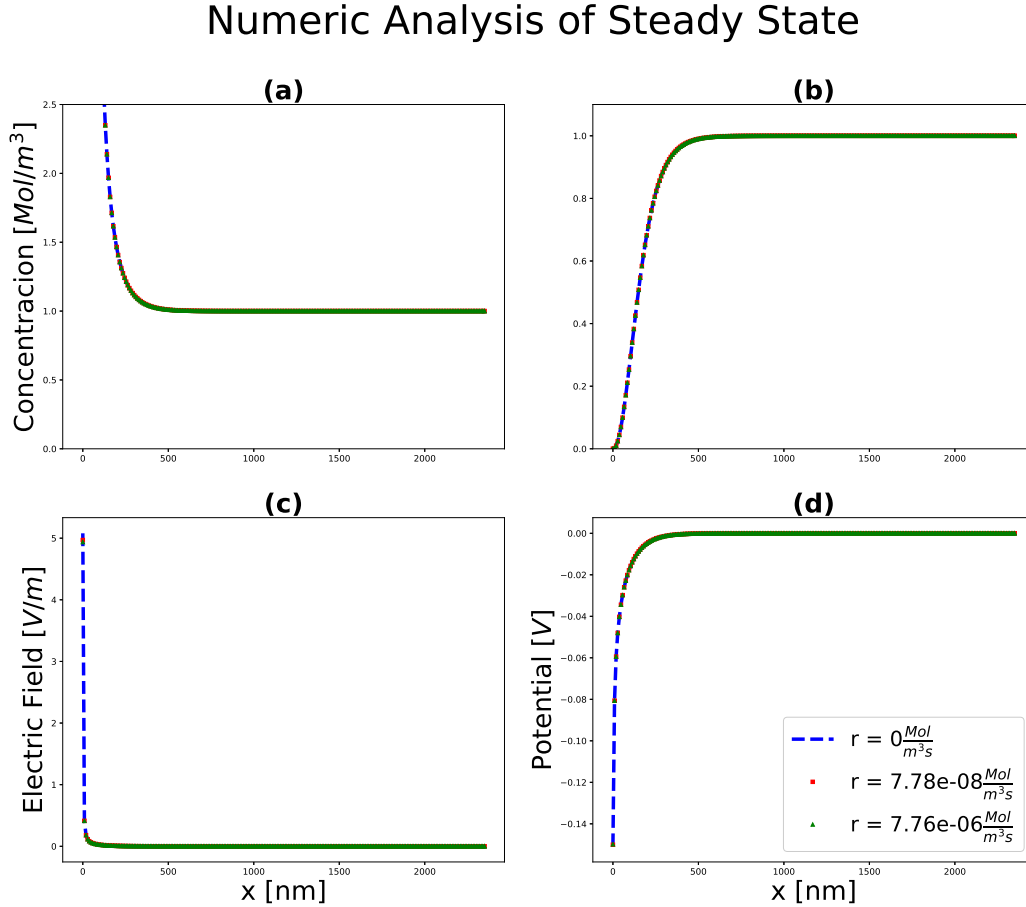 Numeric Analysis of Steady State
(a)
Concentracion [Mol/m³]
2.5
2.0
1.5
1.0
0.5
0.0
0 500 1000 1500 2000
(b)
1.0
0.8
0.6
0.4
0.2
0.0
0 500 1000 1500 2000
(c)
Electric Field [V/m]
5
4
3
2
1
0
0 500 1000 1500 2000
x [nm]
(d)
Potential [V]
0.00
−0.02
−0.04
−0.06
−0.08
−0.10
−0.12
−0.14
r = 0 Mol/m³s
r = 7.78e-08 Mol/m³s
r = 7.76e-06 Mol/m³s
0 500 1000 1500 2000
x [nm]